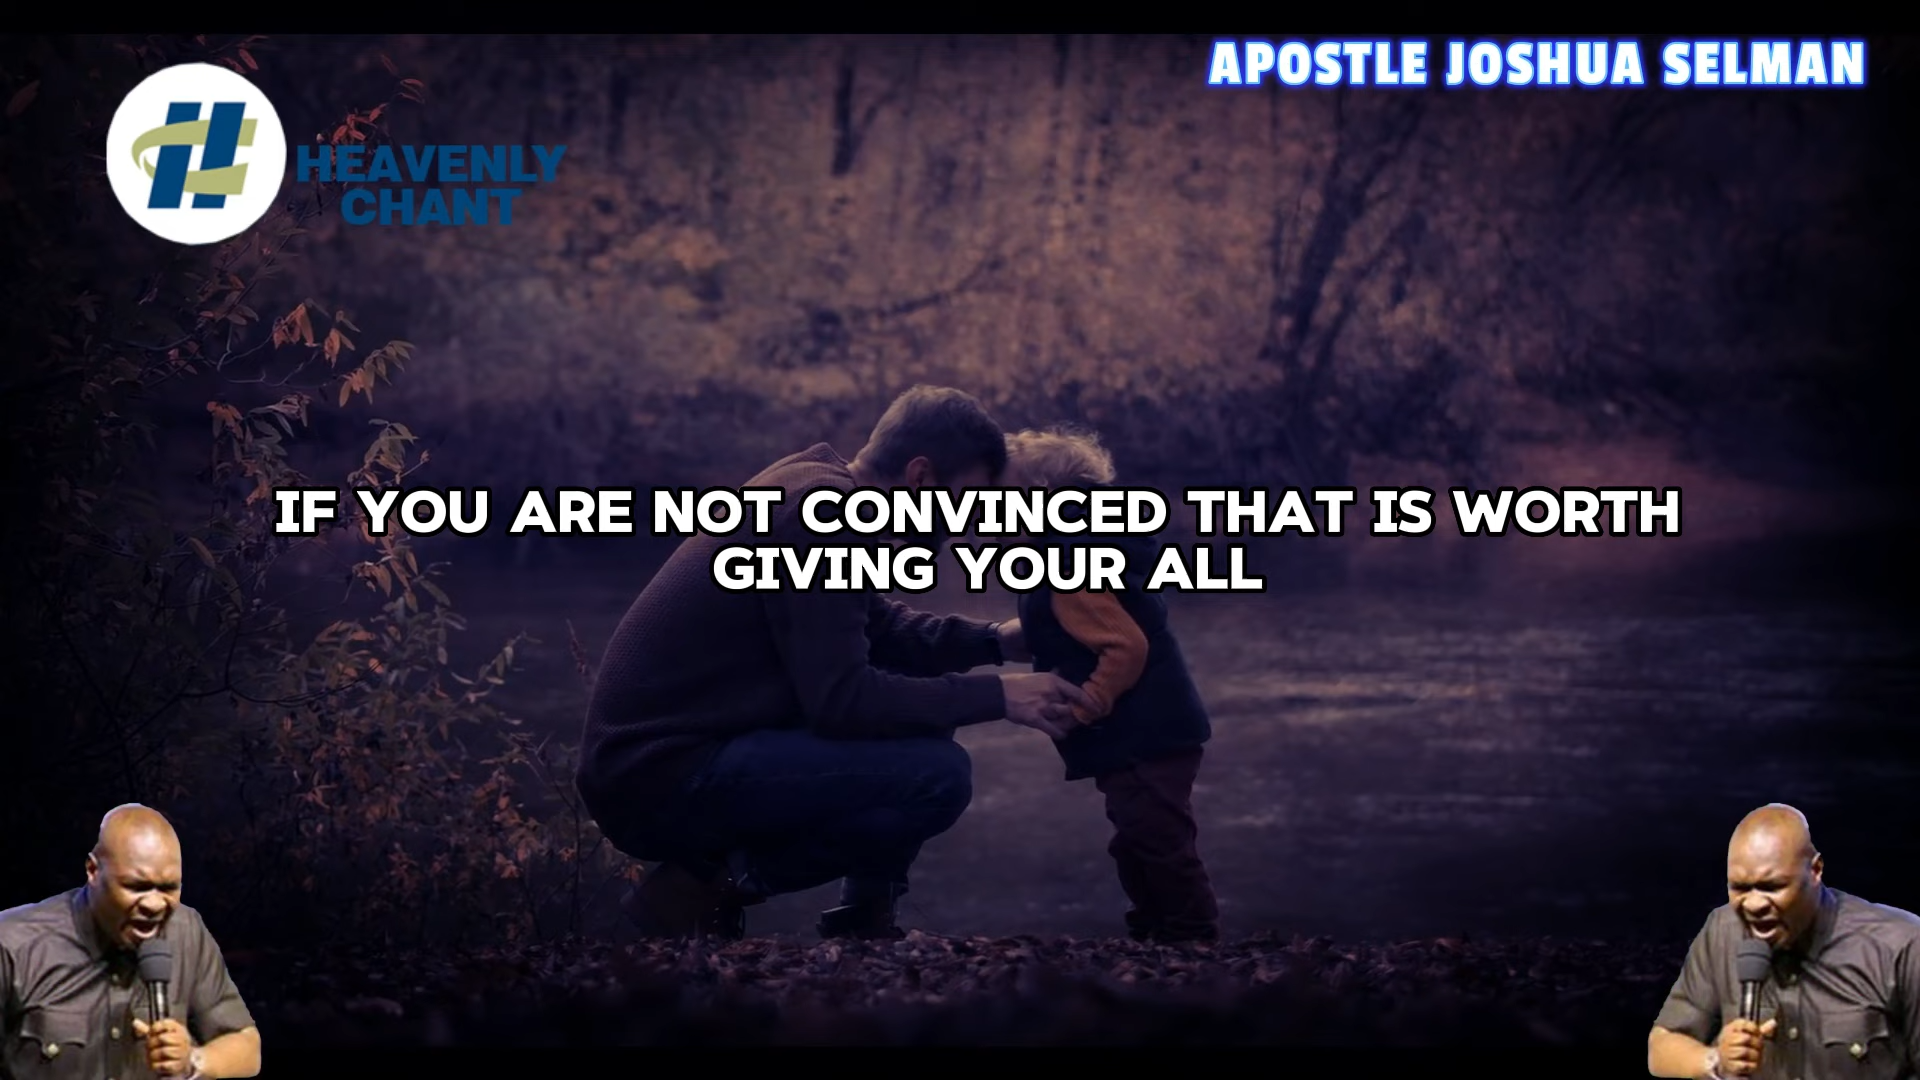 APOSTLE JOSHUA SELMAN
HEAVENLY
CHANT
IF YOU ARE NOT CONVINCED THAT IS WORTH
GIVING YOUR ALL